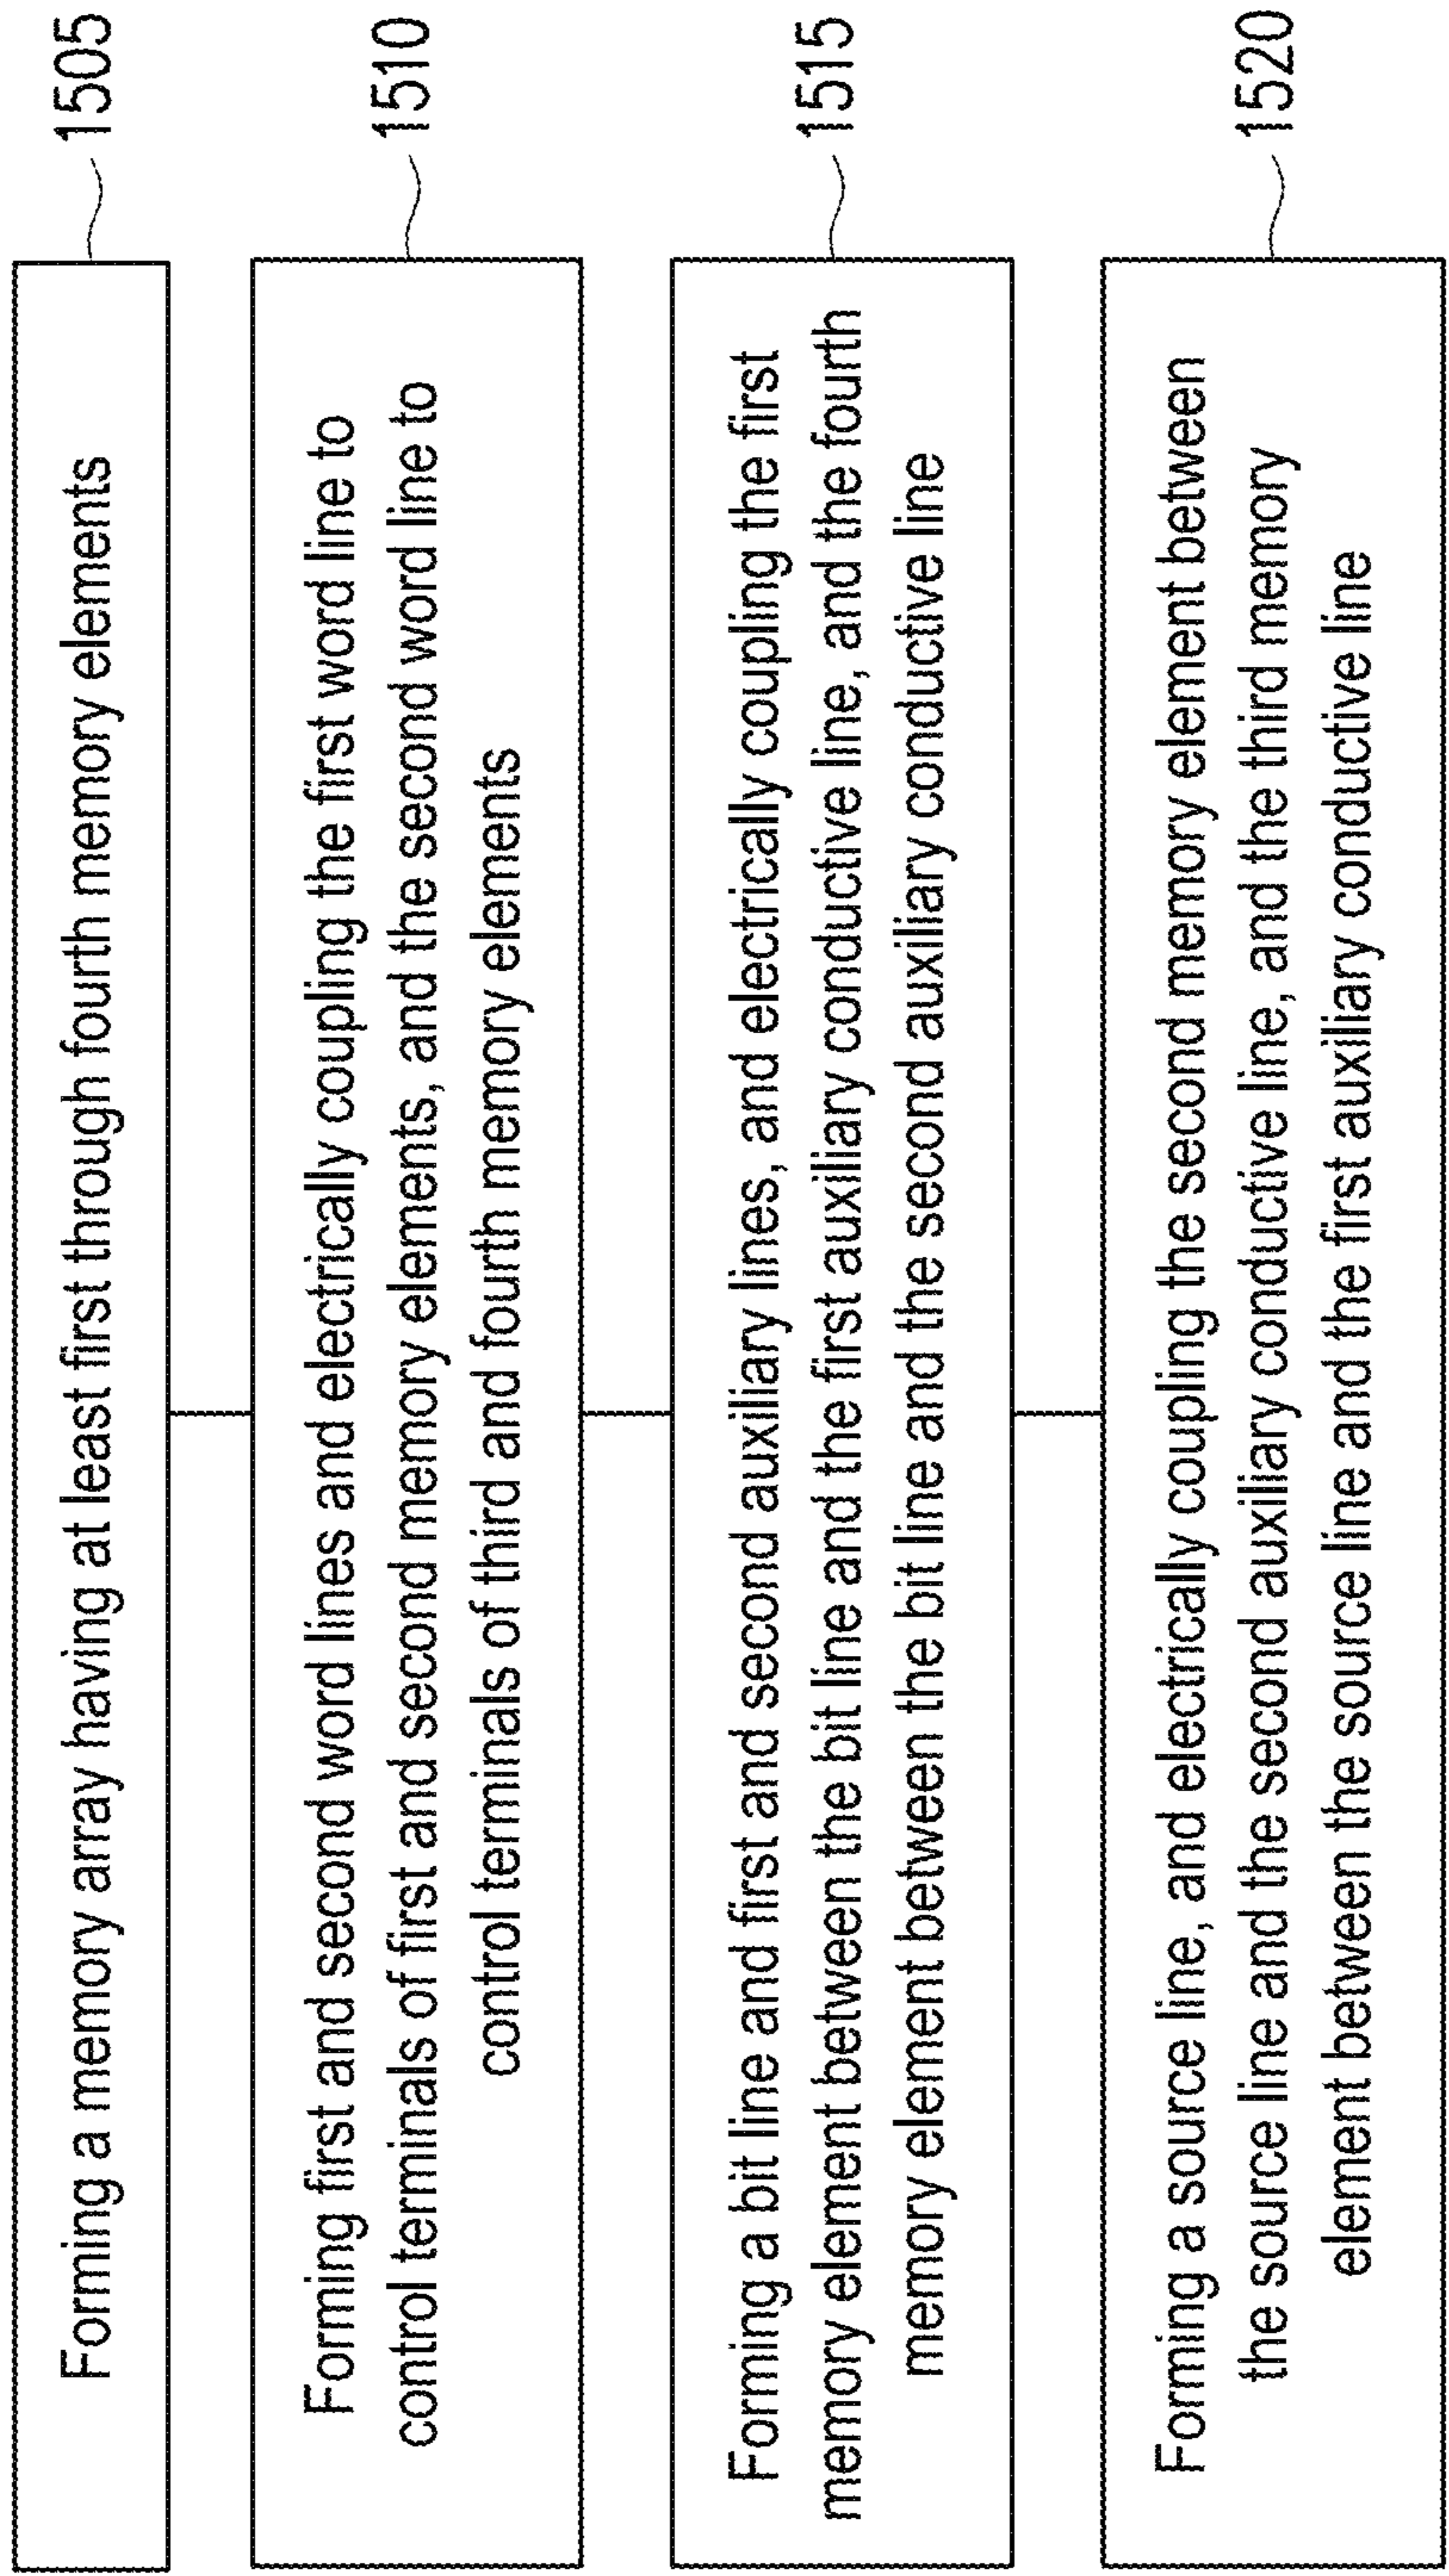 Forming a memory array having at least first through fourth memory elements
1505
Forming first and second word lines and electrically coupling the first word line to
control terminals of first and second memory elements, and the second word line to
control terminals of third and fourth memory elements
1510
Forming a bit line and first and second auxiliary lines, and electrically coupling the first
memory element between the bit line and the first auxiliary conductive line, and the fourth
memory element between the bit line and the second auxiliary conductive line
1515
Forming a source line, and electrically coupling the second memory element between
the source line and the second auxiliary conductive line, and the third memory
element between the source line and the first auxiliary conductive line
1520